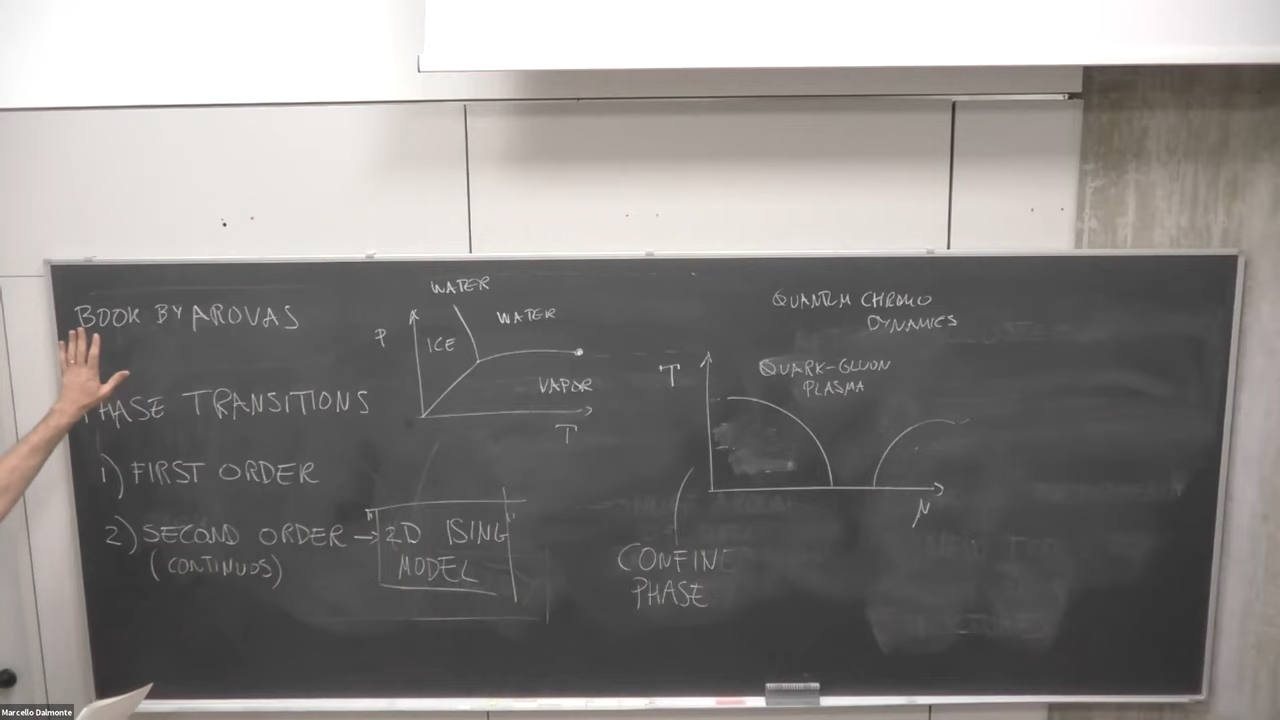 BOOK BY AROVAS
PHASE TRANSITIONS
1) FIRST ORDER
2) SECOND ORDER → 2D ISING
MODEL
(CONTINUOS)
WATER
WATER
P
ICE
VAPOR
T
QUANTUM CHROMO
DYNAMICS
T
QUARK-GLUON
PLASMA
μ
CONFINE
PHASE
Marcello Dalmonte